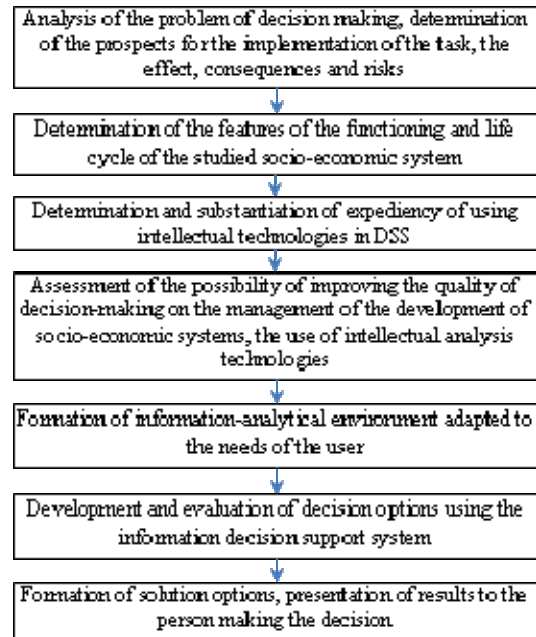 Analysis of the problem of decision making, determination
of the prospects for the implementation of the task, the
effect, consequences and risks
Determination of the features of the functioning and life
cycle of the studied socio-economic system
Determination and substantiation of expediency of using
intellectual technologies in DSS
Assessment of the possibility of improving the quality of
decision-making on the management of the development of
socio-economic systems, the use of intellectual analysis
technologies
Formation of information-analytical environment adapted to
the needs of the user
Development and evaluation of decision options using the
information decision support system
Formation of solution options, presentation of results to the
person making the decision.